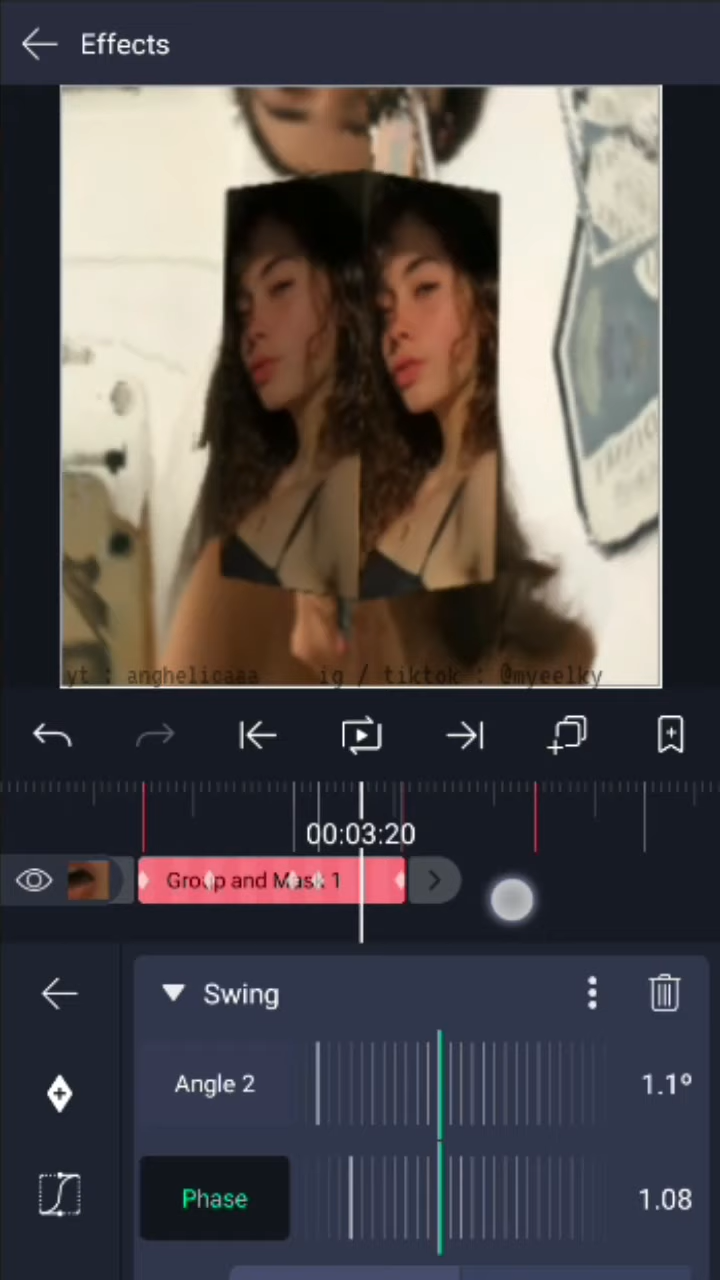 Effects
yt : anghelicaaa ig / tiktok : @myeelky
00:03:20
Group and Mask 1
Swing
Angle 2 1.1º
Phase 1.08